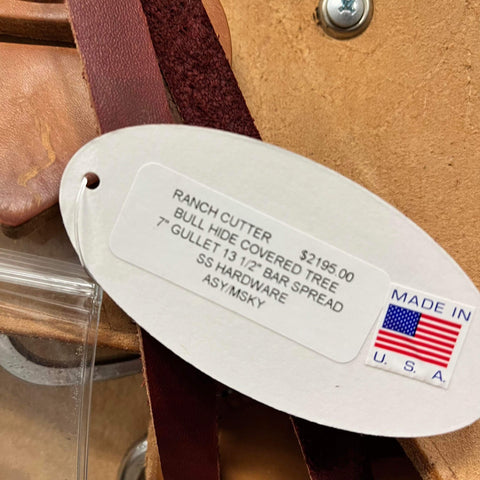 RANCH CUTTER $2195.00
BULL HIDE COVERED TREE
7" GULLET 13 1/2" BAR SPREAD
SS HARDWARE
ASY/MSKY
MADE IN
U. S. A.